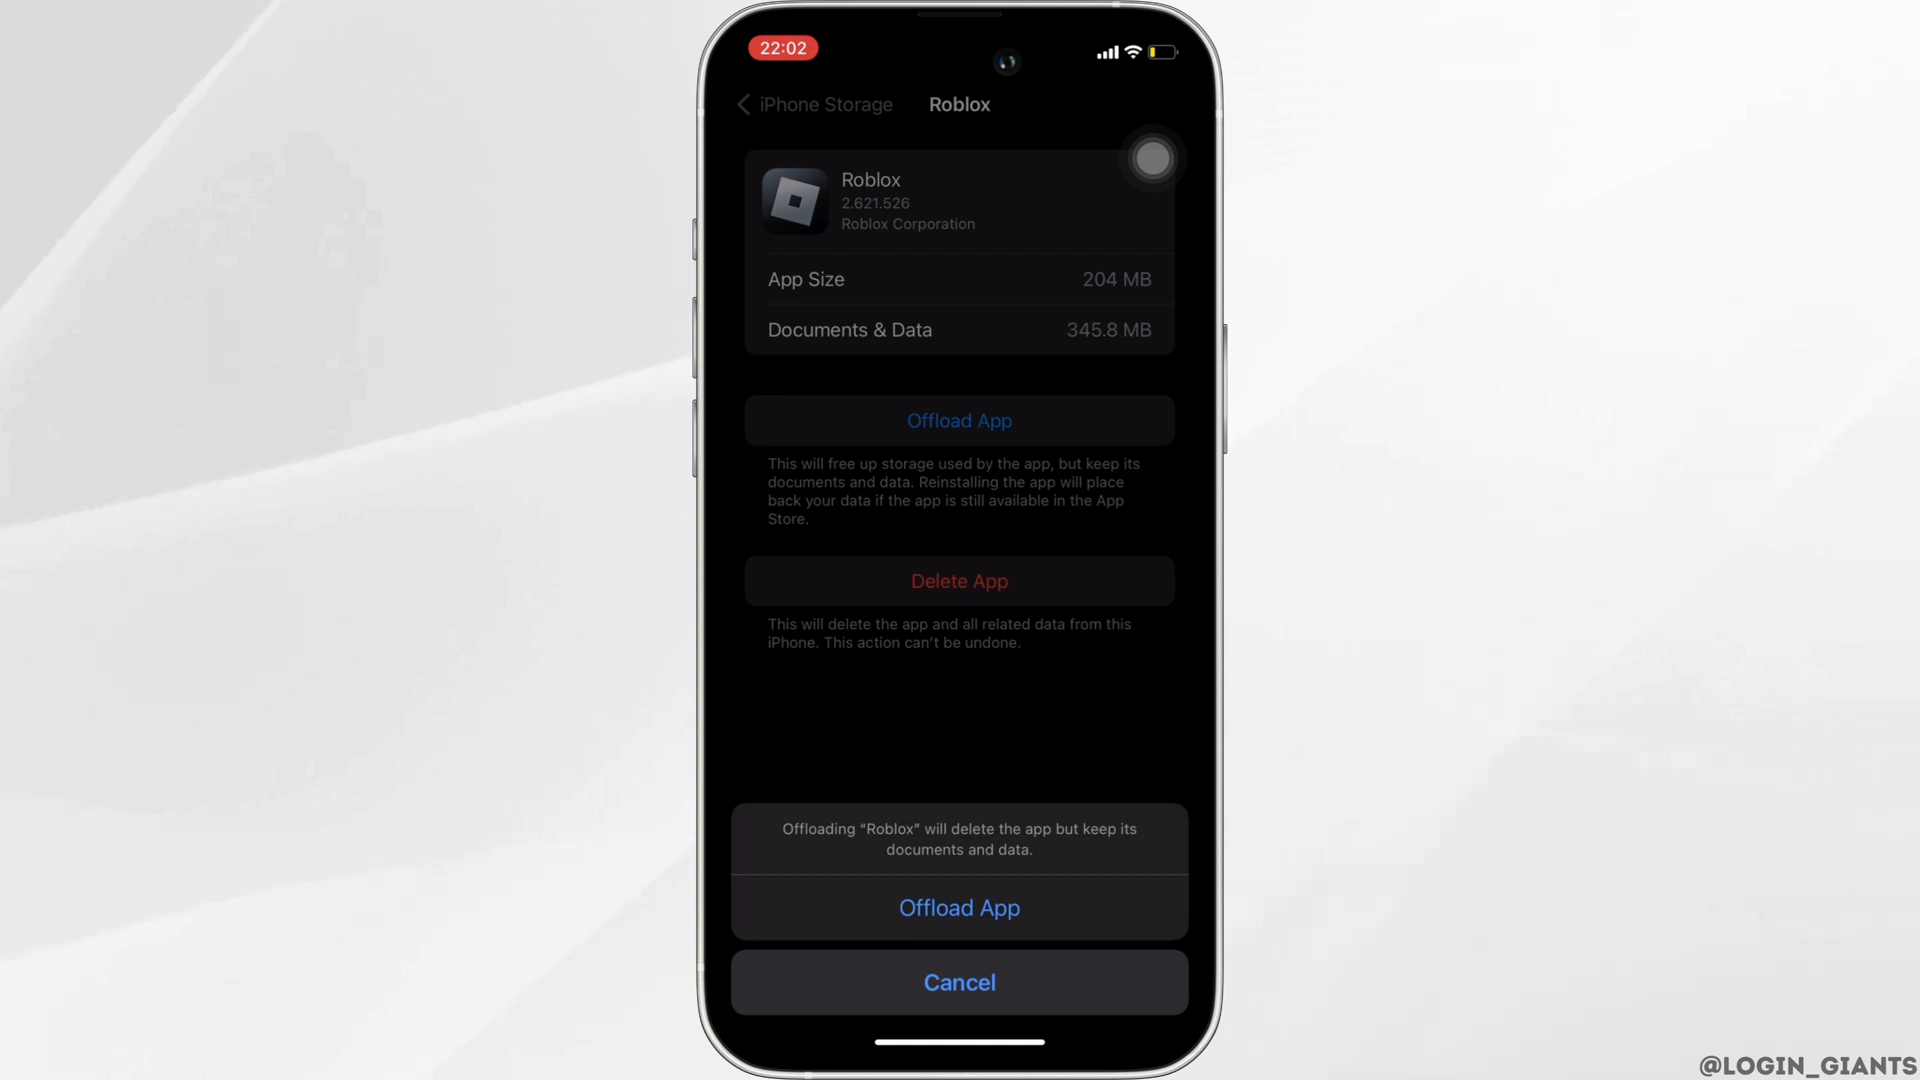 22:02
iPhone Storage
Roblox
Roblox
2.621.526
Roblox Corporation
App Size
204 MB
Documents & Data
345.8 MB
Offload App
This will free up storage used by the app, but keep its
documents and data. Reinstalling the app will place
back your data if the app is still available in the App
Store.
Delete App
This will delete the app and all related data from this
iPhone. This action can't be undone.
Offloading “Roblox” will delete the app but keep its
documents and data.
Offload App
Cancel
@LOGIN_GIANTS